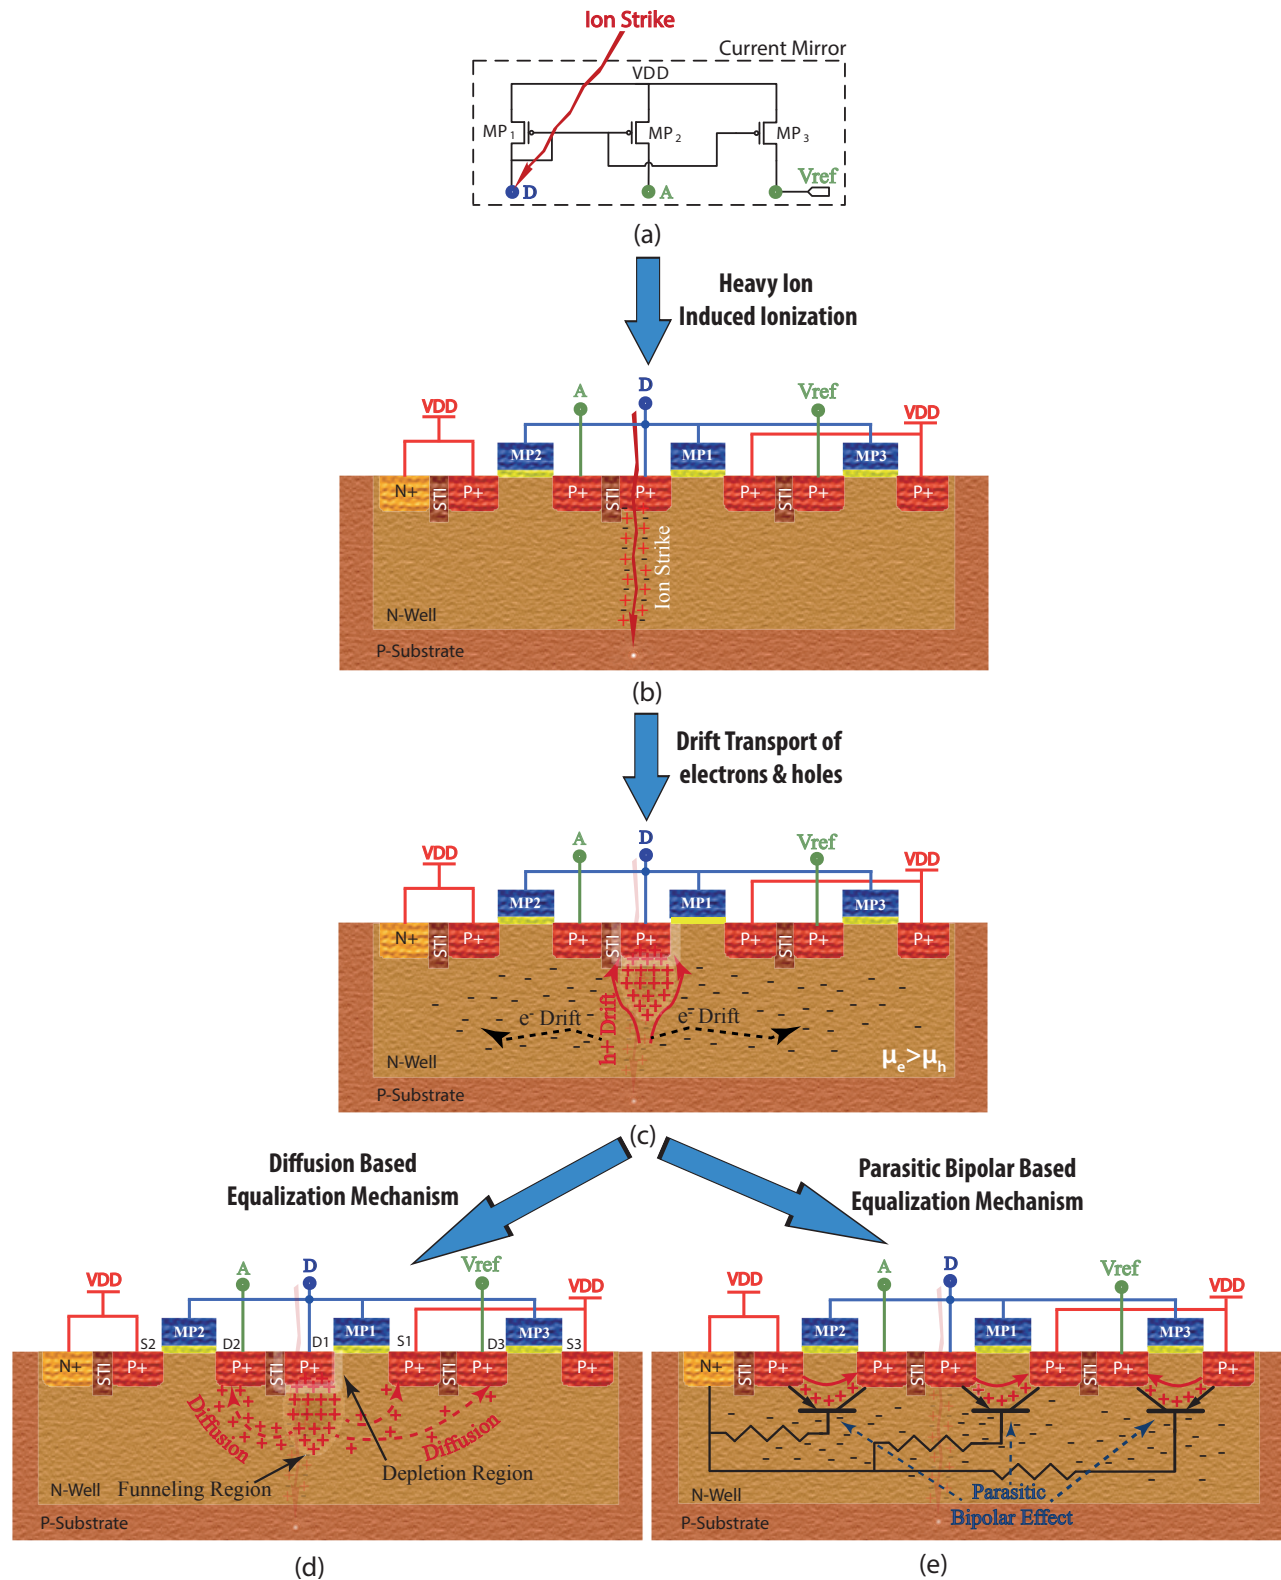 Ion Strike
Current Mirror
VDD
MP1
MP2
MP3
D
A
Vref
(a)
Heavy Ion
Induced Ionization
A
D
Vref
VDD
VDD
MP2
MP1
MP3
N+
STI
P+
P+
STI
P+
P+
STI
P+
P+
Ion Strike
N-Well
P-Substrate
(b)
Drift Transport of
electrons & holes
A
D
Vref
VDD
VDD
MP2
MP1
MP3
N+
STI
P+
P+
STI
P+
P+
STI
P+
P+
h+ Drift
e- Drift
e- Drift
N-Well
μe>μh
P-Substrate
(c)
Diffusion Based
Equalization Mechanism
Parasitic Bipolar Based
Equalization Mechanism
A
D
Vref
VDD
VDD
MP2
MP1
MP3
S2
D2
D1
S1
D3
S3
N+
STI
P+
P+
STI
P+
P+
STI
P+
P+
Diffusion
Diffusion
Depletion Region
Funneling Region
N-Well
P-Substrate
(d)
A
D
Vref
VDD
VDD
MP2
MP1
MP3
N+
STI
P+
P+
STI
P+
P+
STI
P+
P+
Parasitic
Bipolar Effect
N-Well
P-Substrate
(e)